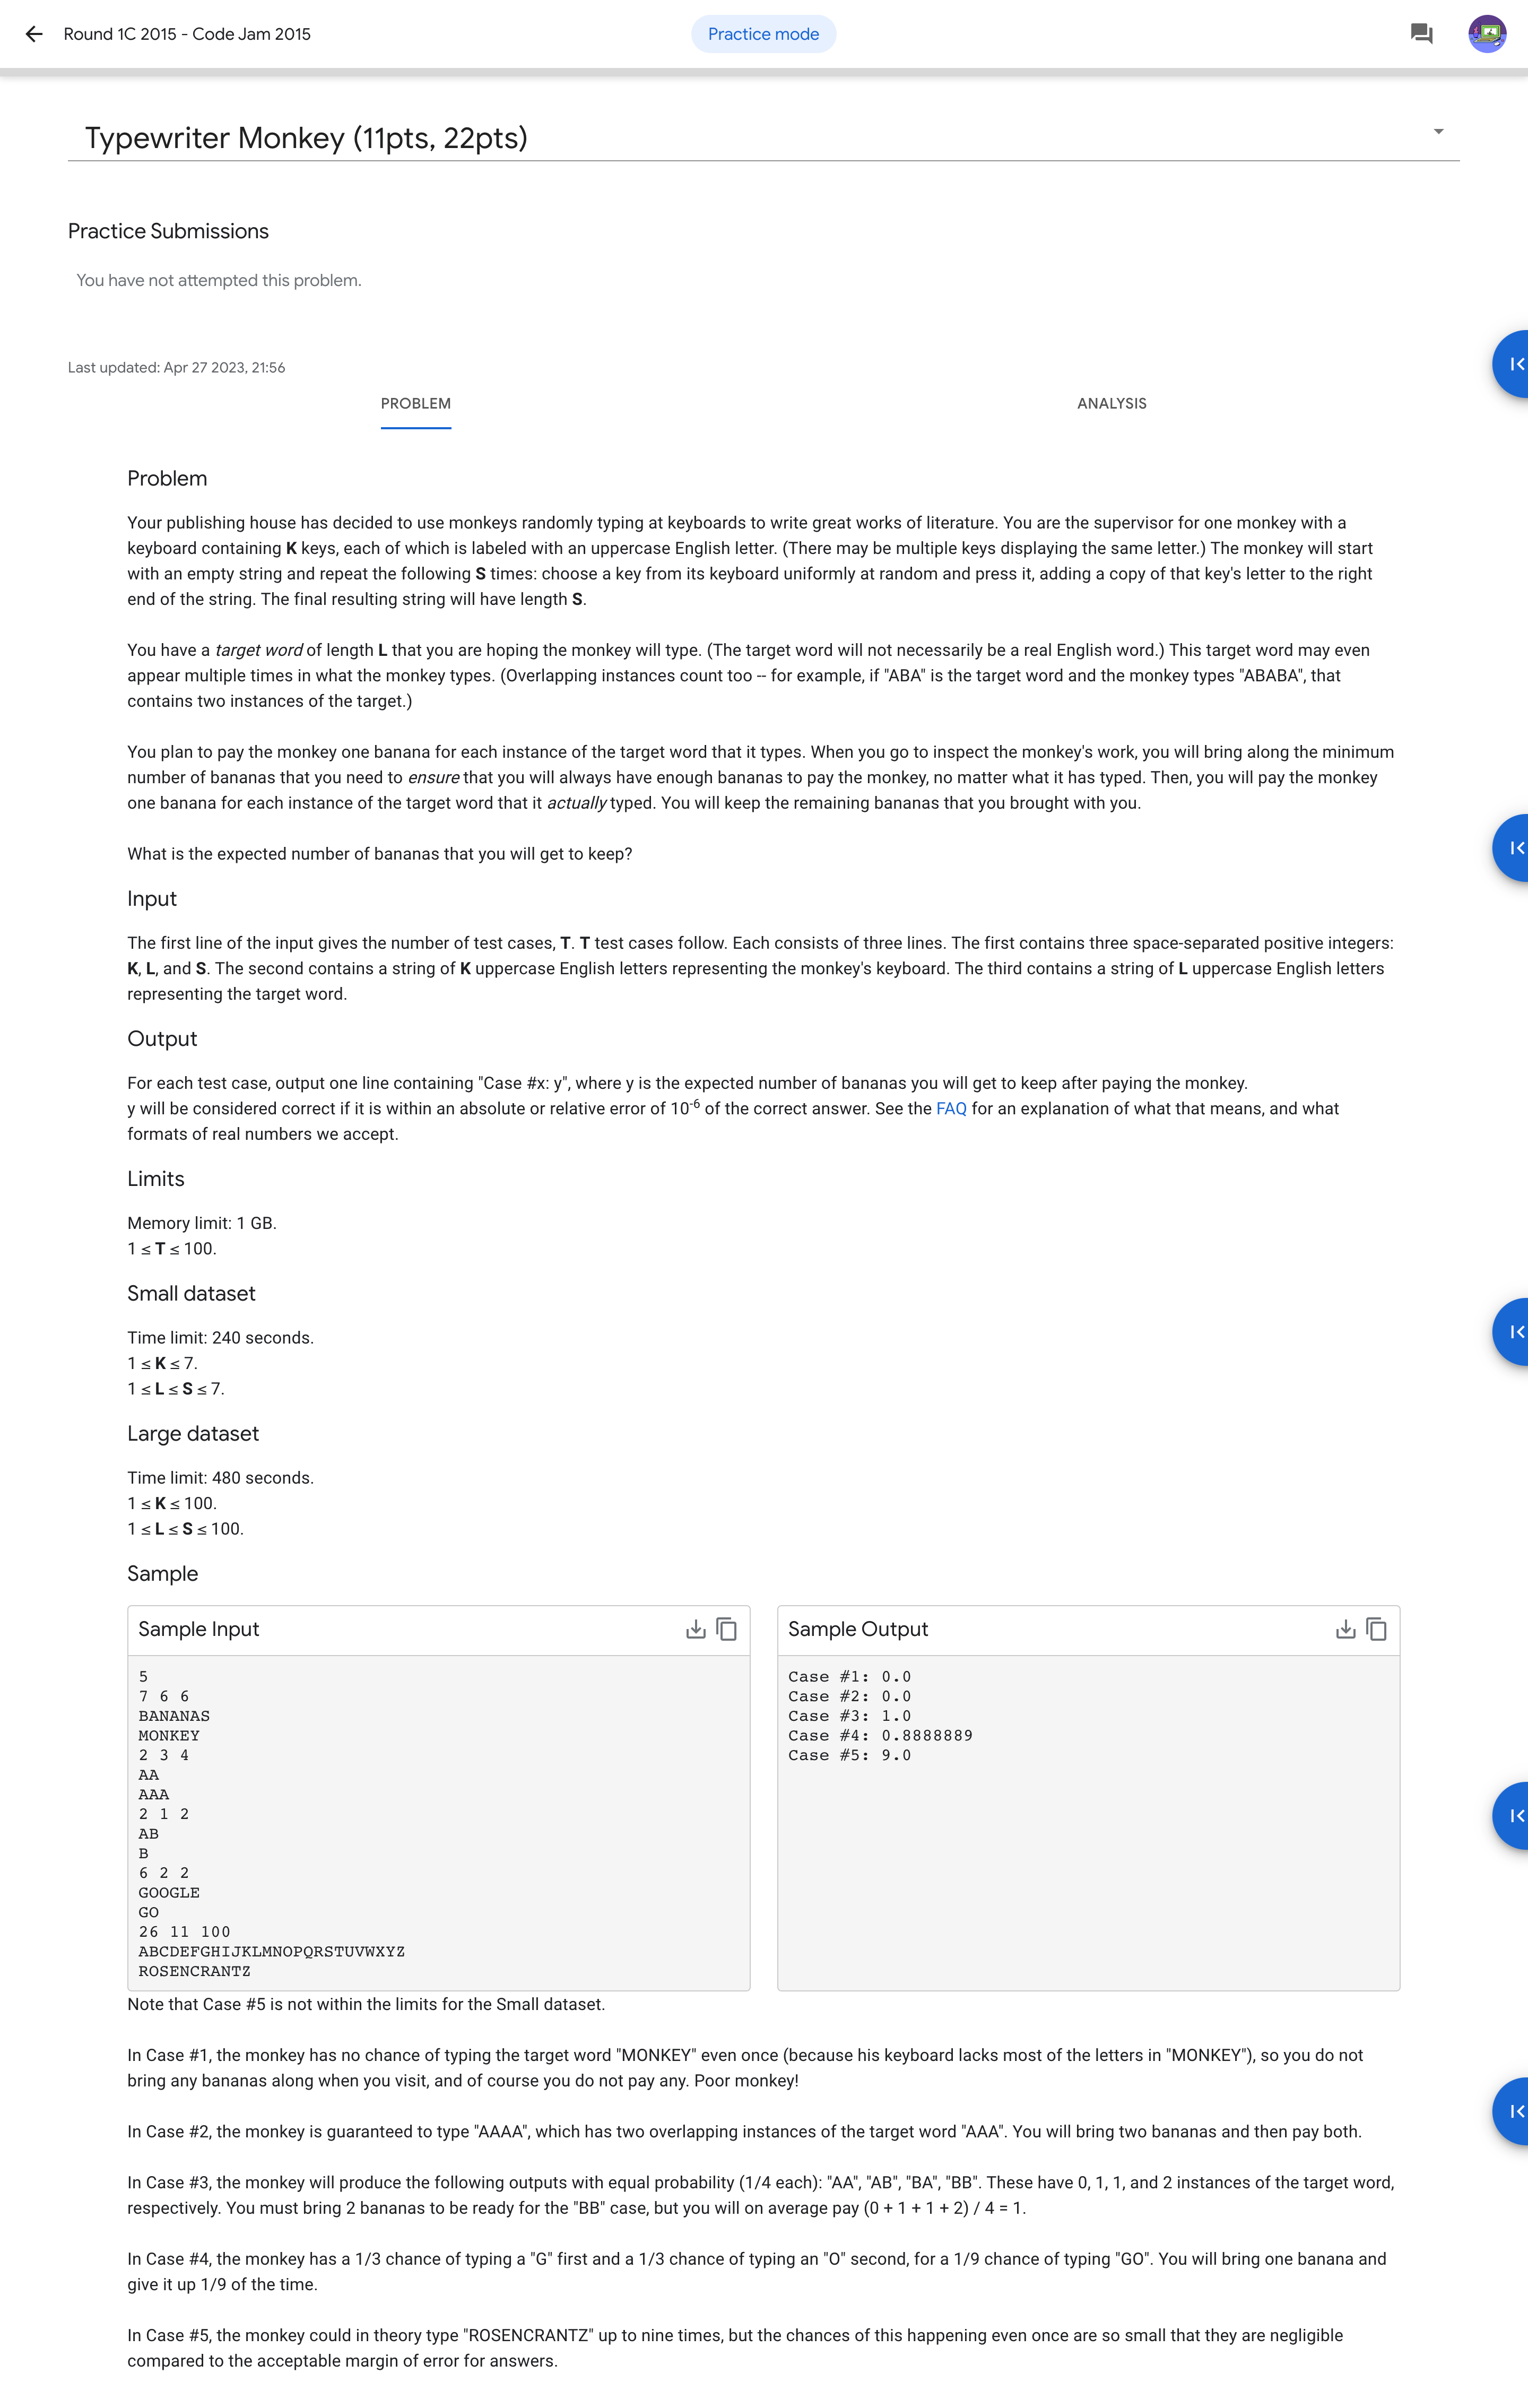 Round 1C 2015 - Code Jam 2015
Practice mode
Typewriter Monkey (11pts, 22pts)
Practice Submissions
You have not attempted this problem.
Last updated: Apr 27 2023, 21:56
PROBLEM
ANALYSIS
Problem
Your publishing house has decided to use monkeys randomly typing at keyboards to write great works of literature. You are the supervisor for one monkey with a
keyboard containing K keys, each of which is labeled with an uppercase English letter. (There may be multiple keys displaying the same letter.) The monkey will start
with an empty string and repeat the following S times: choose a key from its keyboard uniformly at random and press it, adding a copy of that key's letter to the right
end of the string. The final resulting string will have length S.
You have a target word of length L that you are hoping the monkey will type. (The target word will not necessarily be a real English word.) This target word may even
appear multiple times in what the monkey types. (Overlapping instances count too -- for example, if "ABA" is the target word and the monkey types "ABABA", that
contains two instances of the target.)
You plan to pay the monkey one banana for each instance of the target word that it types. When you go to inspect the monkey's work, you will bring along the minimum
number of bananas that you need to ensure that you will always have enough bananas to pay the monkey, no matter what it has typed. Then, you will pay the monkey
one banana for each instance of the target word that it actually typed. You will keep the remaining bananas that you brought with you.
What is the expected number of bananas that you will get to keep?
Input
The first line of the input gives the number of test cases, T. T test cases follow. Each consists of three lines. The first contains three space-separated positive integers:
K, L, and S. The second contains a string of K uppercase English letters representing the monkey's keyboard. The third contains a string of L uppercase English letters
representing the target word.
Output
For each test case, output one line containing "Case #x: y", where y is the expected number of bananas you will get to keep after paying the monkey.
y will be considered correct if it is within an absolute or relative error of 10-6 of the correct answer. See the FAQ for an explanation of what that means, and what
formats of real numbers we accept.
Limits
Memory limit: 1 GB.
1 ≤ T ≤ 100.
Small dataset
Time limit: 240 seconds.
1 ≤ K ≤ 7.
1 ≤ L ≤ S ≤ 7.
Large dataset
Time limit: 480 seconds.
1 ≤ K ≤ 100.
1 ≤ L ≤ S ≤ 100.
Sample
Sample Input
5
7 6 6
BANANAS
MONKEY
2 3 4
AA
AAA
2 1 2
AB
B
6 2 2
GOOGLE
GO
26 11 100
ABCDEFGHIJKLMNOPQRSTUVWXYZ
ROSENCRANTZ
Sample Output
Case #1: 0.0
Case #2: 0.0
Case #3: 1.0
Case #4: 0.8888889
Case #5: 9.0
Note that Case #5 is not within the limits for the Small dataset.
In Case #1, the monkey has no chance of typing the target word "MONKEY" even once (because his keyboard lacks most of the letters in "MONKEY"), so you do not
bring any bananas along when you visit, and of course you do not pay any. Poor monkey!
In Case #2, the monkey is guaranteed to type "AAAA", which has two overlapping instances of the target word "AAA". You will bring two bananas and then pay both.
In Case #3, the monkey will produce the following outputs with equal probability (1/4 each): "AA", "AB", "BA", "BB". These have 0, 1, 1, and 2 instances of the target word,
respectively. You must bring 2 bananas to be ready for the "BB" case, but you will on average pay (0 + 1 + 1 + 2) / 4 = 1.
In Case #4, the monkey has a 1/3 chance of typing a "G" first and a 1/3 chance of typing an "O" second, for a 1/9 chance of typing "GO". You will bring one banana and
give it up 1/9 of the time.
In Case #5, the monkey could in theory type "ROSENCRANTZ" up to nine times, but the chances of this happening even once are so small that they are negligible
compared to the acceptable margin of error for answers.